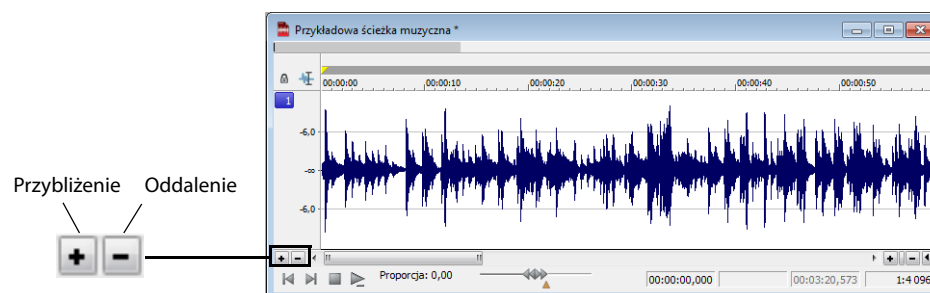 Przykładowa ścieżka muzyczna *
00:00:00 00:00:10 00:00:20 00:00:30 00:00:40 00:00:50
1
-6,0
-∞
-6,0
Przybliżenie Oddalenie
Proporcja: 0,00 00:00:00,000 00:03:20,573 1:4 096